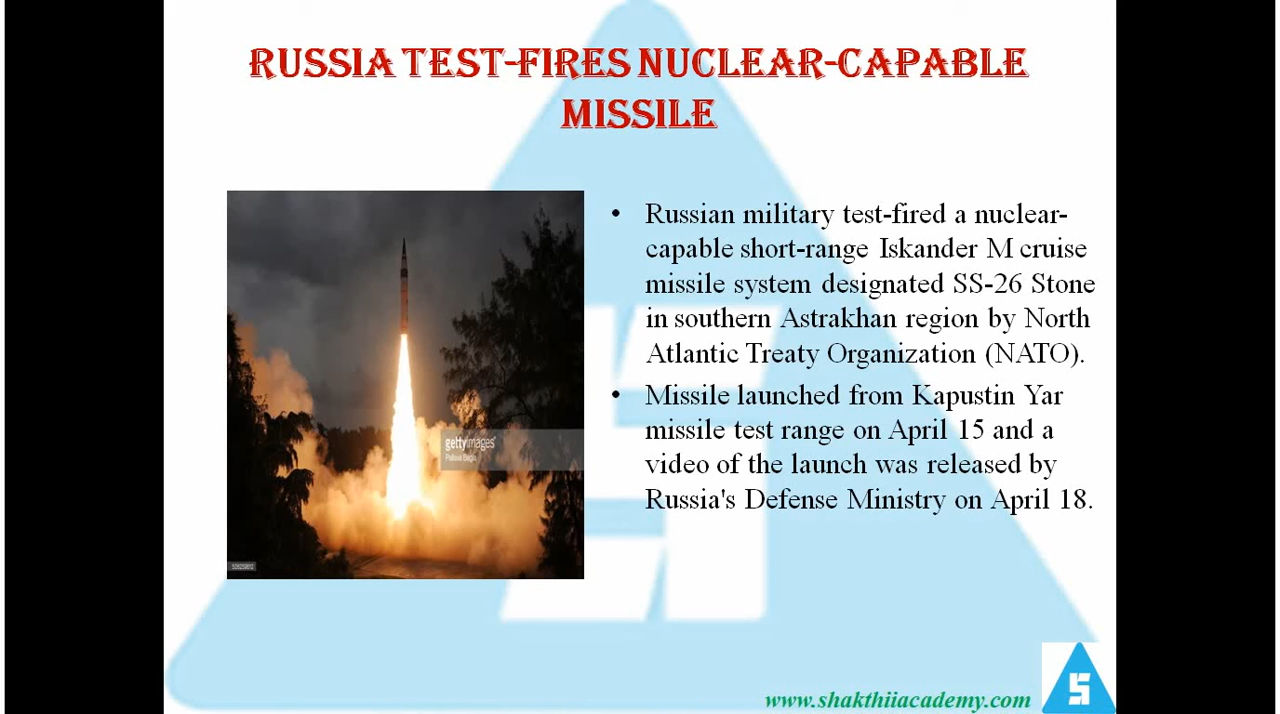 RUSSIA TEST-FIRES NUCLEAR-CAPABLE
MISSILE
• Russian military test-fired a nuclear-
capable short-range Iskander M cruise
missile system designated SS-26 Stone
in southern Astrakhan region by North
Atlantic Treaty Organization (NATO).
• Missile launched from Kapustin Yar
missile test range on April 15 and a
video of the launch was released by
Russia's Defense Ministry on April 18.
gettyimages
www.shakthiiacademy.com
S